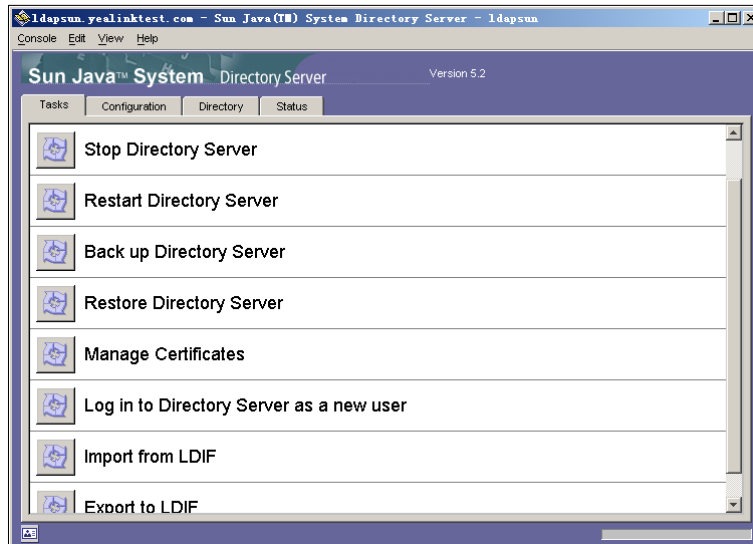 ldapsun.yealinktest.com - Sun Java(TM) System Directory Server - ldapsun
Console Edit View Help
Sun Java™ System Directory Server Version 5.2
Tasks Configuration Directory Status
Stop Directory Server
Restart Directory Server
Back up Directory Server
Restore Directory Server
Manage Certificates
Log in to Directory Server as a new user
Import from LDIF
Export to LDIF